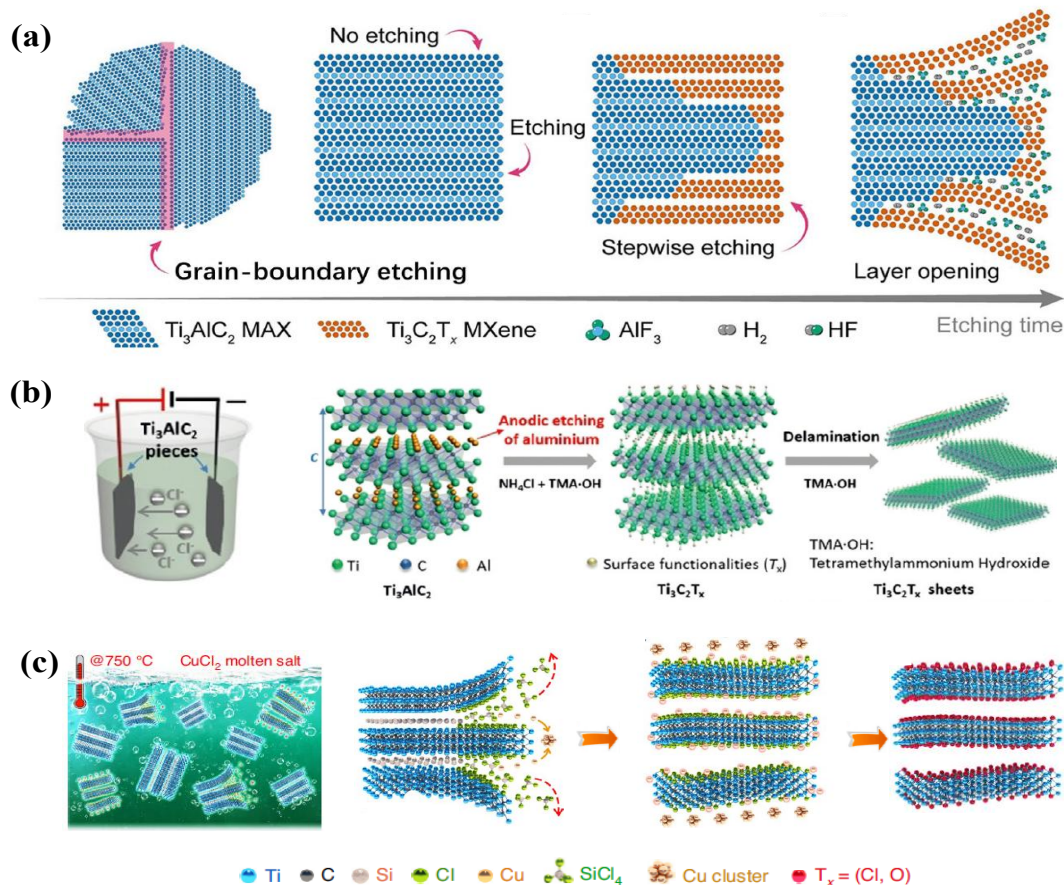 (a)
No etching
Etching
Grain-boundary etching
Stepwise etching
Layer opening
Ti₃AlC₂ MAX
Ti₃C₂Tₓ MXene
AlF₃
H₂
HF
Etching time
(b)
+
−
Ti₃AlC₂
pieces
Cl⁻
Cl⁻
Cl⁻
Cl⁻
c
Anodic etching
of aluminium
NH₄Cl + TMA·OH
Delamination
TMA·OH
Ti
C
Al
Ti₃AlC₂
Surface functionalities (Tₓ)
Ti₃C₂Tₓ
TMA·OH:
Tetramethylammonium Hydroxide
Ti₃C₂Tₓ sheets
(c)
@750 °C
CuCl₂ molten salt
Ti
C
Si
Cl
Cu
SiCl₄
Cu cluster
Tₓ = (Cl, O)